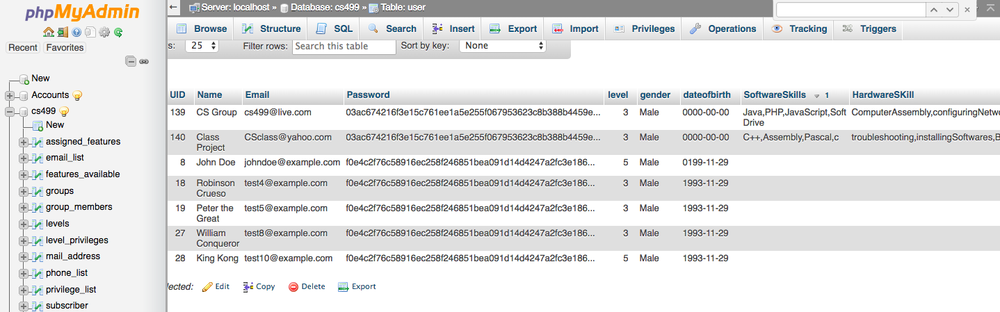 phpMyAdmin
Recent Favorites
New
Accounts
cs499
New
assigned_features
email_list
features_available
groups
group_members
levels
level_privileges
mail_address
phone_list
privilege_list
subscriber
Server: localhost » Database: cs499 » Table: user
Browse Structure SQL Search Insert Export Import Privileges Operations Tracking Triggers
s: 25 Filter rows: Search this table Sort by key: None
UID Name Email Password level gender dateofbirth SoftwareSkills 1 HardwareSKill
139 CS Group cs499@live.com 03ac674216f3e15c761ee1a5e255f067953623c8b388b4459e... 3 Male 0000-00-00 Java,PHP,JavaScript,Soft ComputerAssembly,configuringNetw
Drive
140 Class CSclass@yahoo.com 03ac674216f3e15c761ee1a5e255f067953623c8b388b4459e... 3 Male 0000-00-00 C++,Assembly,Pascal,c troubleshooting,installingSoftwares,B
Project
8 John Doe johndoe@example.com f0e4c2f76c58916ec258f246851bea091d14d4247a2fc3e186... 5 Male 0199-11-29
18 Robinson test4@example.com f0e4c2f76c58916ec258f246851bea091d14d4247a2fc3e186... 3 Male 1993-11-29
Crueso
19 Peter the test5@example.com f0e4c2f76c58916ec258f246851bea091d14d4247a2fc3e186... 3 Male 1993-11-29
Great
27 William test8@example.com f0e4c2f76c58916ec258f246851bea091d14d4247a2fc3e186... 3 Male 1993-11-29
Conqueror
28 King Kong test10@example.com f0e4c2f76c58916ec258f246851bea091d14d4247a2fc3e186... 5 Male 1993-11-29
lected: Edit Copy Delete Export